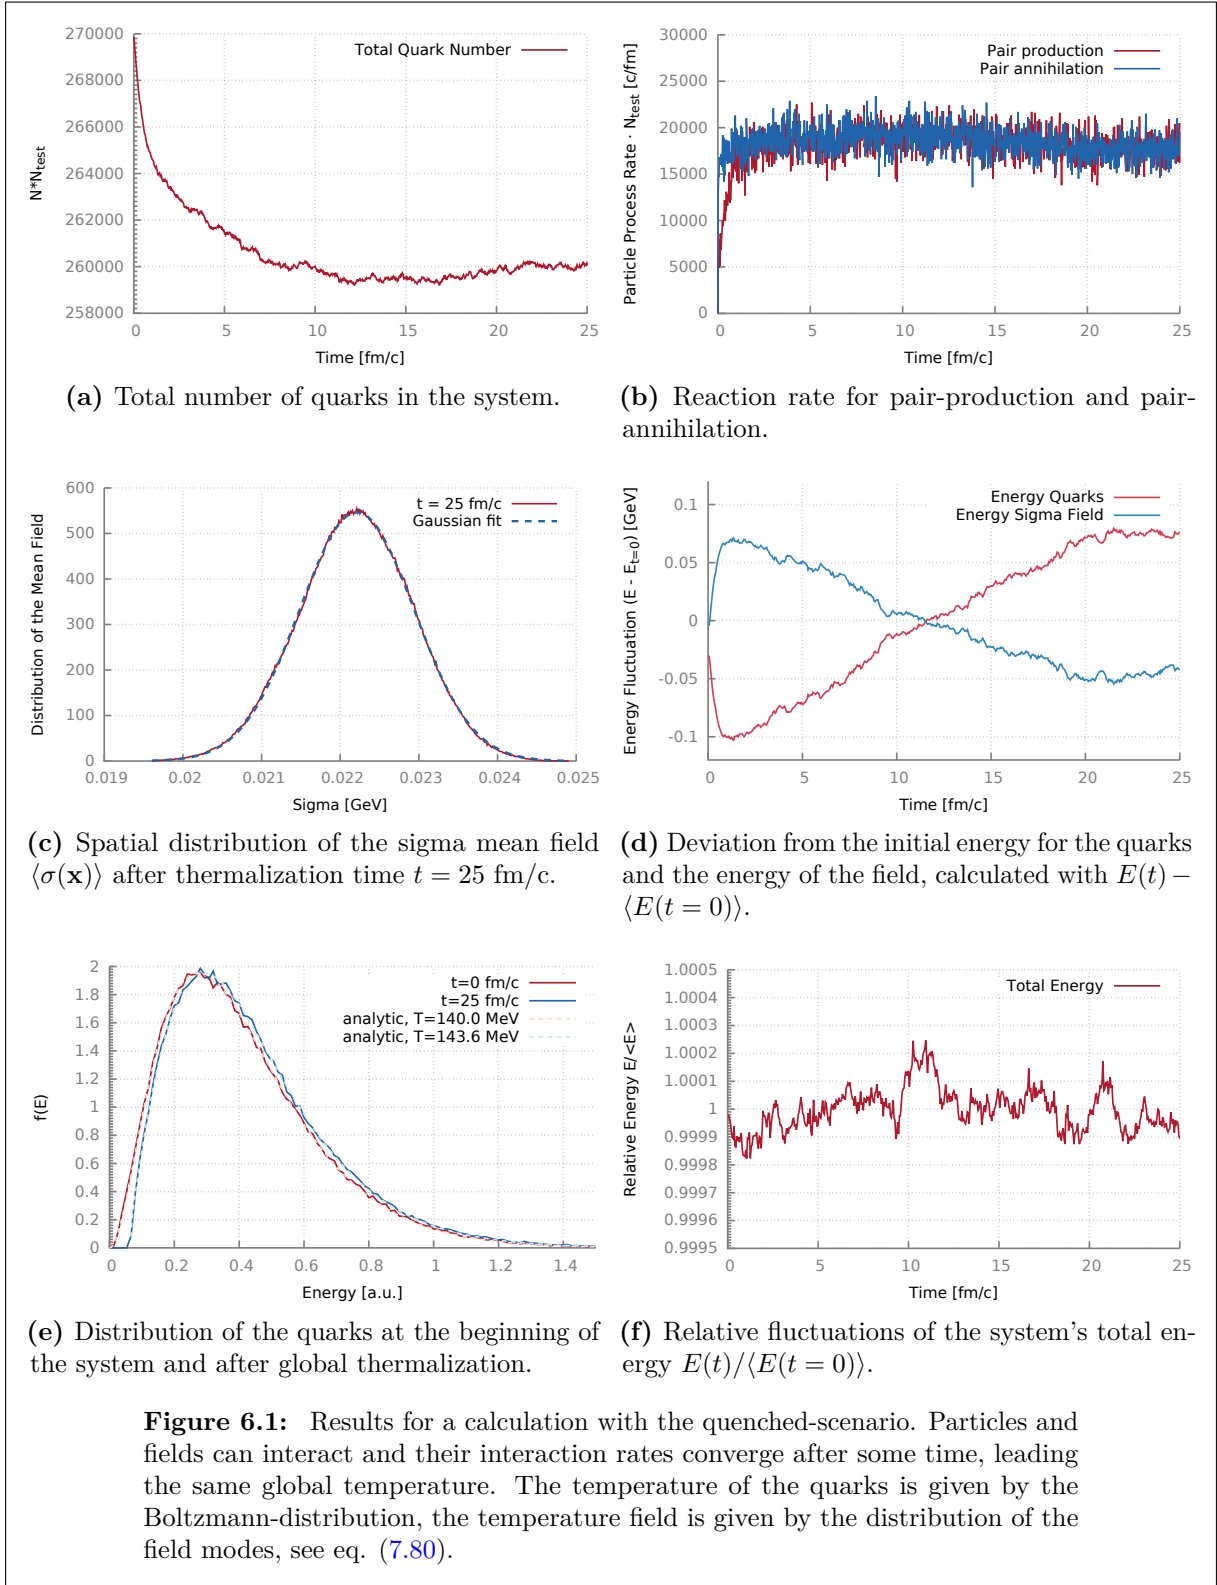 270000
268000
266000
264000
262000
260000
258000
N*N_test
Total Quark Number
0 5 10 15 20 25
Time [fm/c]
(a) Total number of quarks in the system.
30000
25000
20000
15000
10000
5000
0
Particle Process Rate · N_test [c/fm]
Pair production
Pair annihilation
0 5 10 15 20 25
Time [fm/c]
(b) Reaction rate for pair-production and pair-
annihilation.
600
500
400
300
200
100
0
Distribution of the Mean Field
t = 25 fm/c
Gaussian fit
0.019 0.02 0.021 0.022 0.023 0.024 0.025
Sigma [GeV]
(c) Spatial distribution of the sigma mean field
⟨σ(x)⟩ after thermalization time t = 25 fm/c.
0.1
0.05
0
-0.05
-0.1
Energy Fluctuation (E - E_{t=0}) [GeV]
Energy Quarks
Energy Sigma Field
0 5 10 15 20 25
Time [fm/c]
(d) Deviation from the initial energy for the quarks
and the energy of the field, calculated with E(t) −
⟨E(t = 0)⟩.
2
1.8
1.6
1.4
1.2
1
0.8
0.6
0.4
0.2
0
f(E)
t=0 fm/c
t=25 fm/c
analytic, T=140.0 MeV
analytic, T=143.6 MeV
0 0.2 0.4 0.6 0.8 1 1.2 1.4
Energy [a.u.]
(e) Distribution of the quarks at the beginning of
the system and after global thermalization.
1.0005
1.0004
1.0003
1.0002
1.0001
1
0.9999
0.9998
0.9997
0.9996
0.9995
Relative Energy E/<E>
Total Energy
0 5 10 15 20 25
Time [fm/c]
(f) Relative fluctuations of the system's total en-
ergy E(t)/⟨E(t = 0)⟩.
Figure 6.1: Results for a calculation with the quenched-scenario. Particles and
fields can interact and their interaction rates converge after some time, leading
the same global temperature. The temperature of the quarks is given by the
Boltzmann-distribution, the temperature field is given by the distribution of the
field modes, see eq. (7.80).